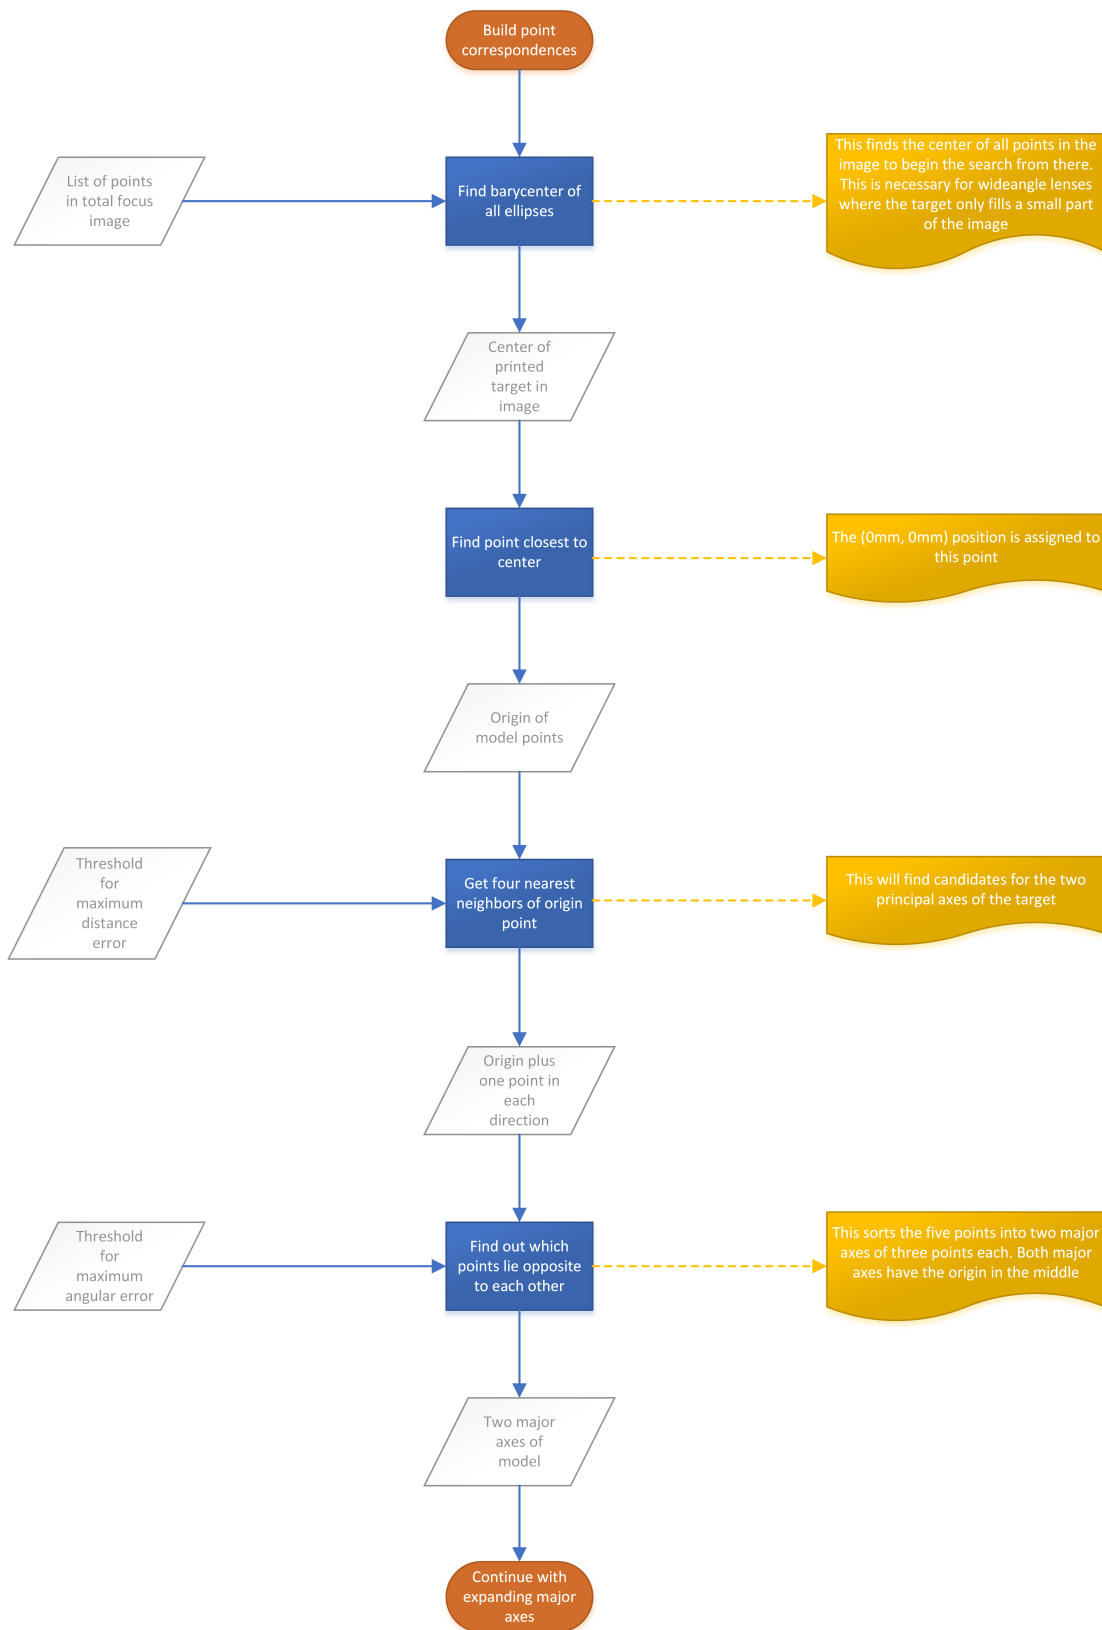 Build point
correspondences
List of points
in total focus
image
Find barycenter of
all ellipses
This finds the center of all points in the
image to begin the search from there.
This is necessary for wideangle lenses
where the target only fills a small part
of the image
Center of
printed
target in
image
Find point closest to
center
The (0mm, 0mm) position is assigned to
this point
Origin of
model points
Threshold
for
maximum
distance
error
Get four nearest
neighbors of origin
point
This will find candidates for the two
principal axes of the target
Origin plus
one point in
each
direction
Threshold
for
maximum
angular error
Find out which
points lie opposite
to each other
This sorts the five points into two major
axes of three points each. Both major
axes have the origin in the middle
Two major
axes of
model
Continue with
expanding major
axes